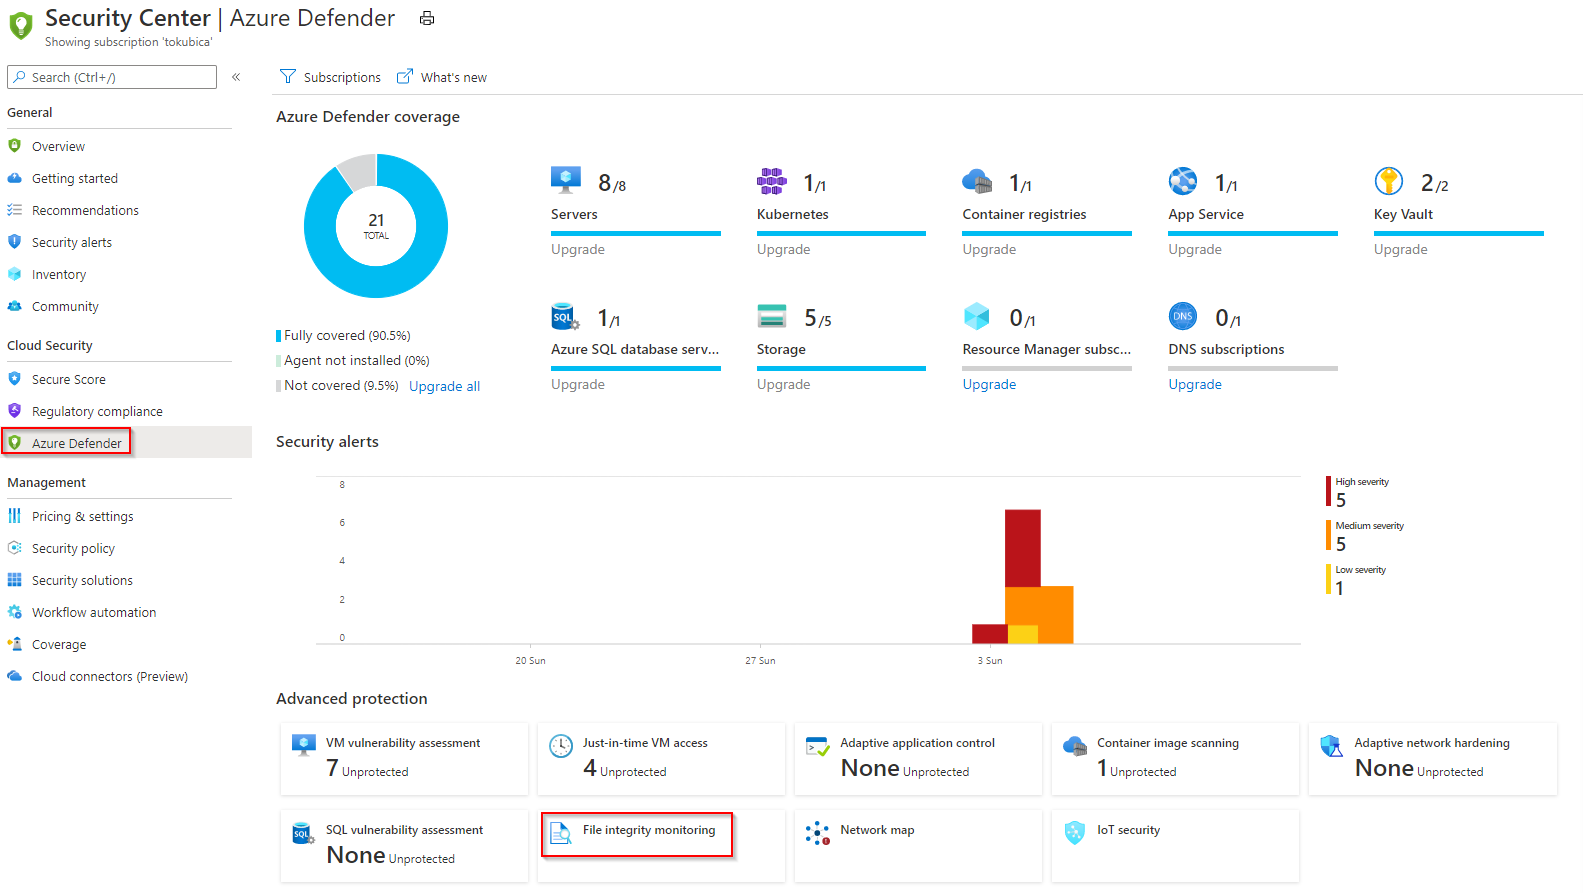 Security Center | Azure Defender
Showing subscription 'tokubica'
Search (Ctrl+/)
«
General
Overview
Getting started
Recommendations
Security alerts
Inventory
Community
Cloud Security
Secure Score
Regulatory compliance
Azure Defender
Management
Pricing & settings
Security policy
Security solutions
Workflow automation
Coverage
Cloud connectors (Preview)
Subscriptions
What's new
Azure Defender coverage
21
TOTAL
Fully covered (90.5%)
Agent not installed (0%)
Not covered (9.5%) Upgrade all
8/8
Servers
Upgrade
1/1
Kubernetes
Upgrade
1/1
Container registries
Upgrade
1/1
App Service
Upgrade
2/2
Key Vault
Upgrade
SQL
1/1
Azure SQL database serv...
Upgrade
5/5
Storage
Upgrade
0/1
Resource Manager subsc...
Upgrade
DNS
0/1
DNS subscriptions
Upgrade
Security alerts
8
6
4
2
0
20 Sun
27 Sun
3 Sun
High severity
5
Medium severity
5
Low severity
1
Advanced protection
VM vulnerability assessment
7 Unprotected
Just-in-time VM access
4 Unprotected
Adaptive application control
None Unprotected
Container image scanning
1 Unprotected
Adaptive network hardening
None Unprotected
SQL
SQL vulnerability assessment
None Unprotected
File integrity monitoring
Network map
IoT security